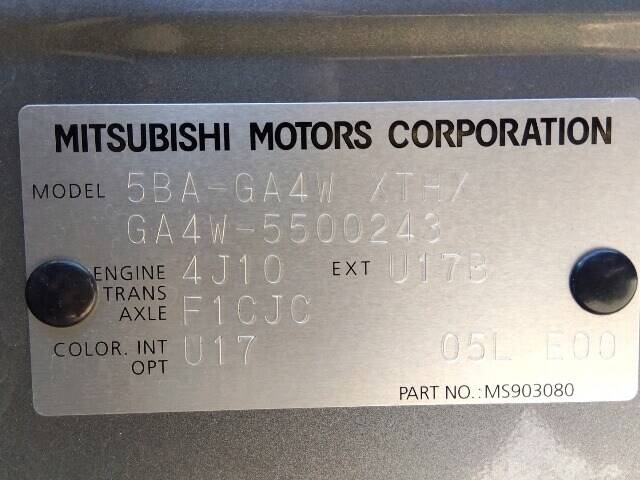 MITSUBISHI MOTORS CORPORATION
MODEL 5BA-GA4W XTHX
GA4W-5500243
ENGINE 4J10 EXT U17B
TRANS
AXLE F1CJC
COLOR. INT U17 05L E00
OPT
PART NO.: MS903080